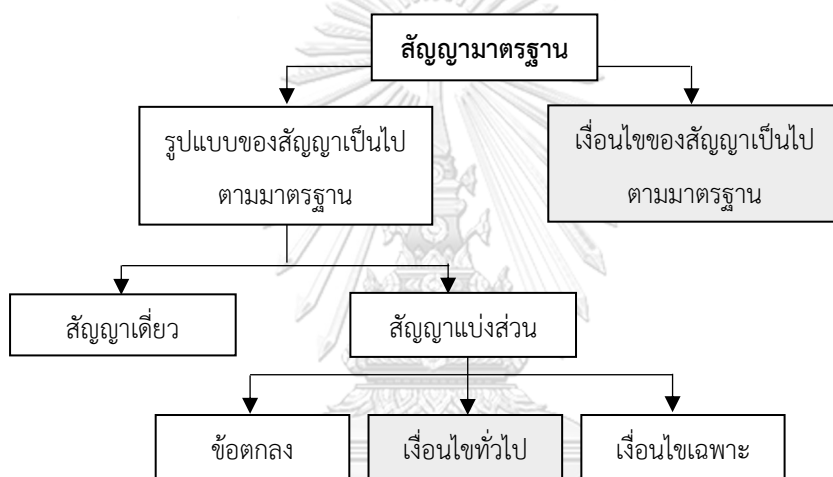 สัญญามาตรฐาน
รูปแบบของสัญญาเป็นไป
ตามมาตรฐาน
เงื่อนไขของสัญญาเป็นไป
ตามมาตรฐาน
สัญญาเดี่ยว
สัญญาแบ่งส่วน
ข้อตกลง
เงื่อนไขทั่วไป
เงื่อนไขเฉพาะ